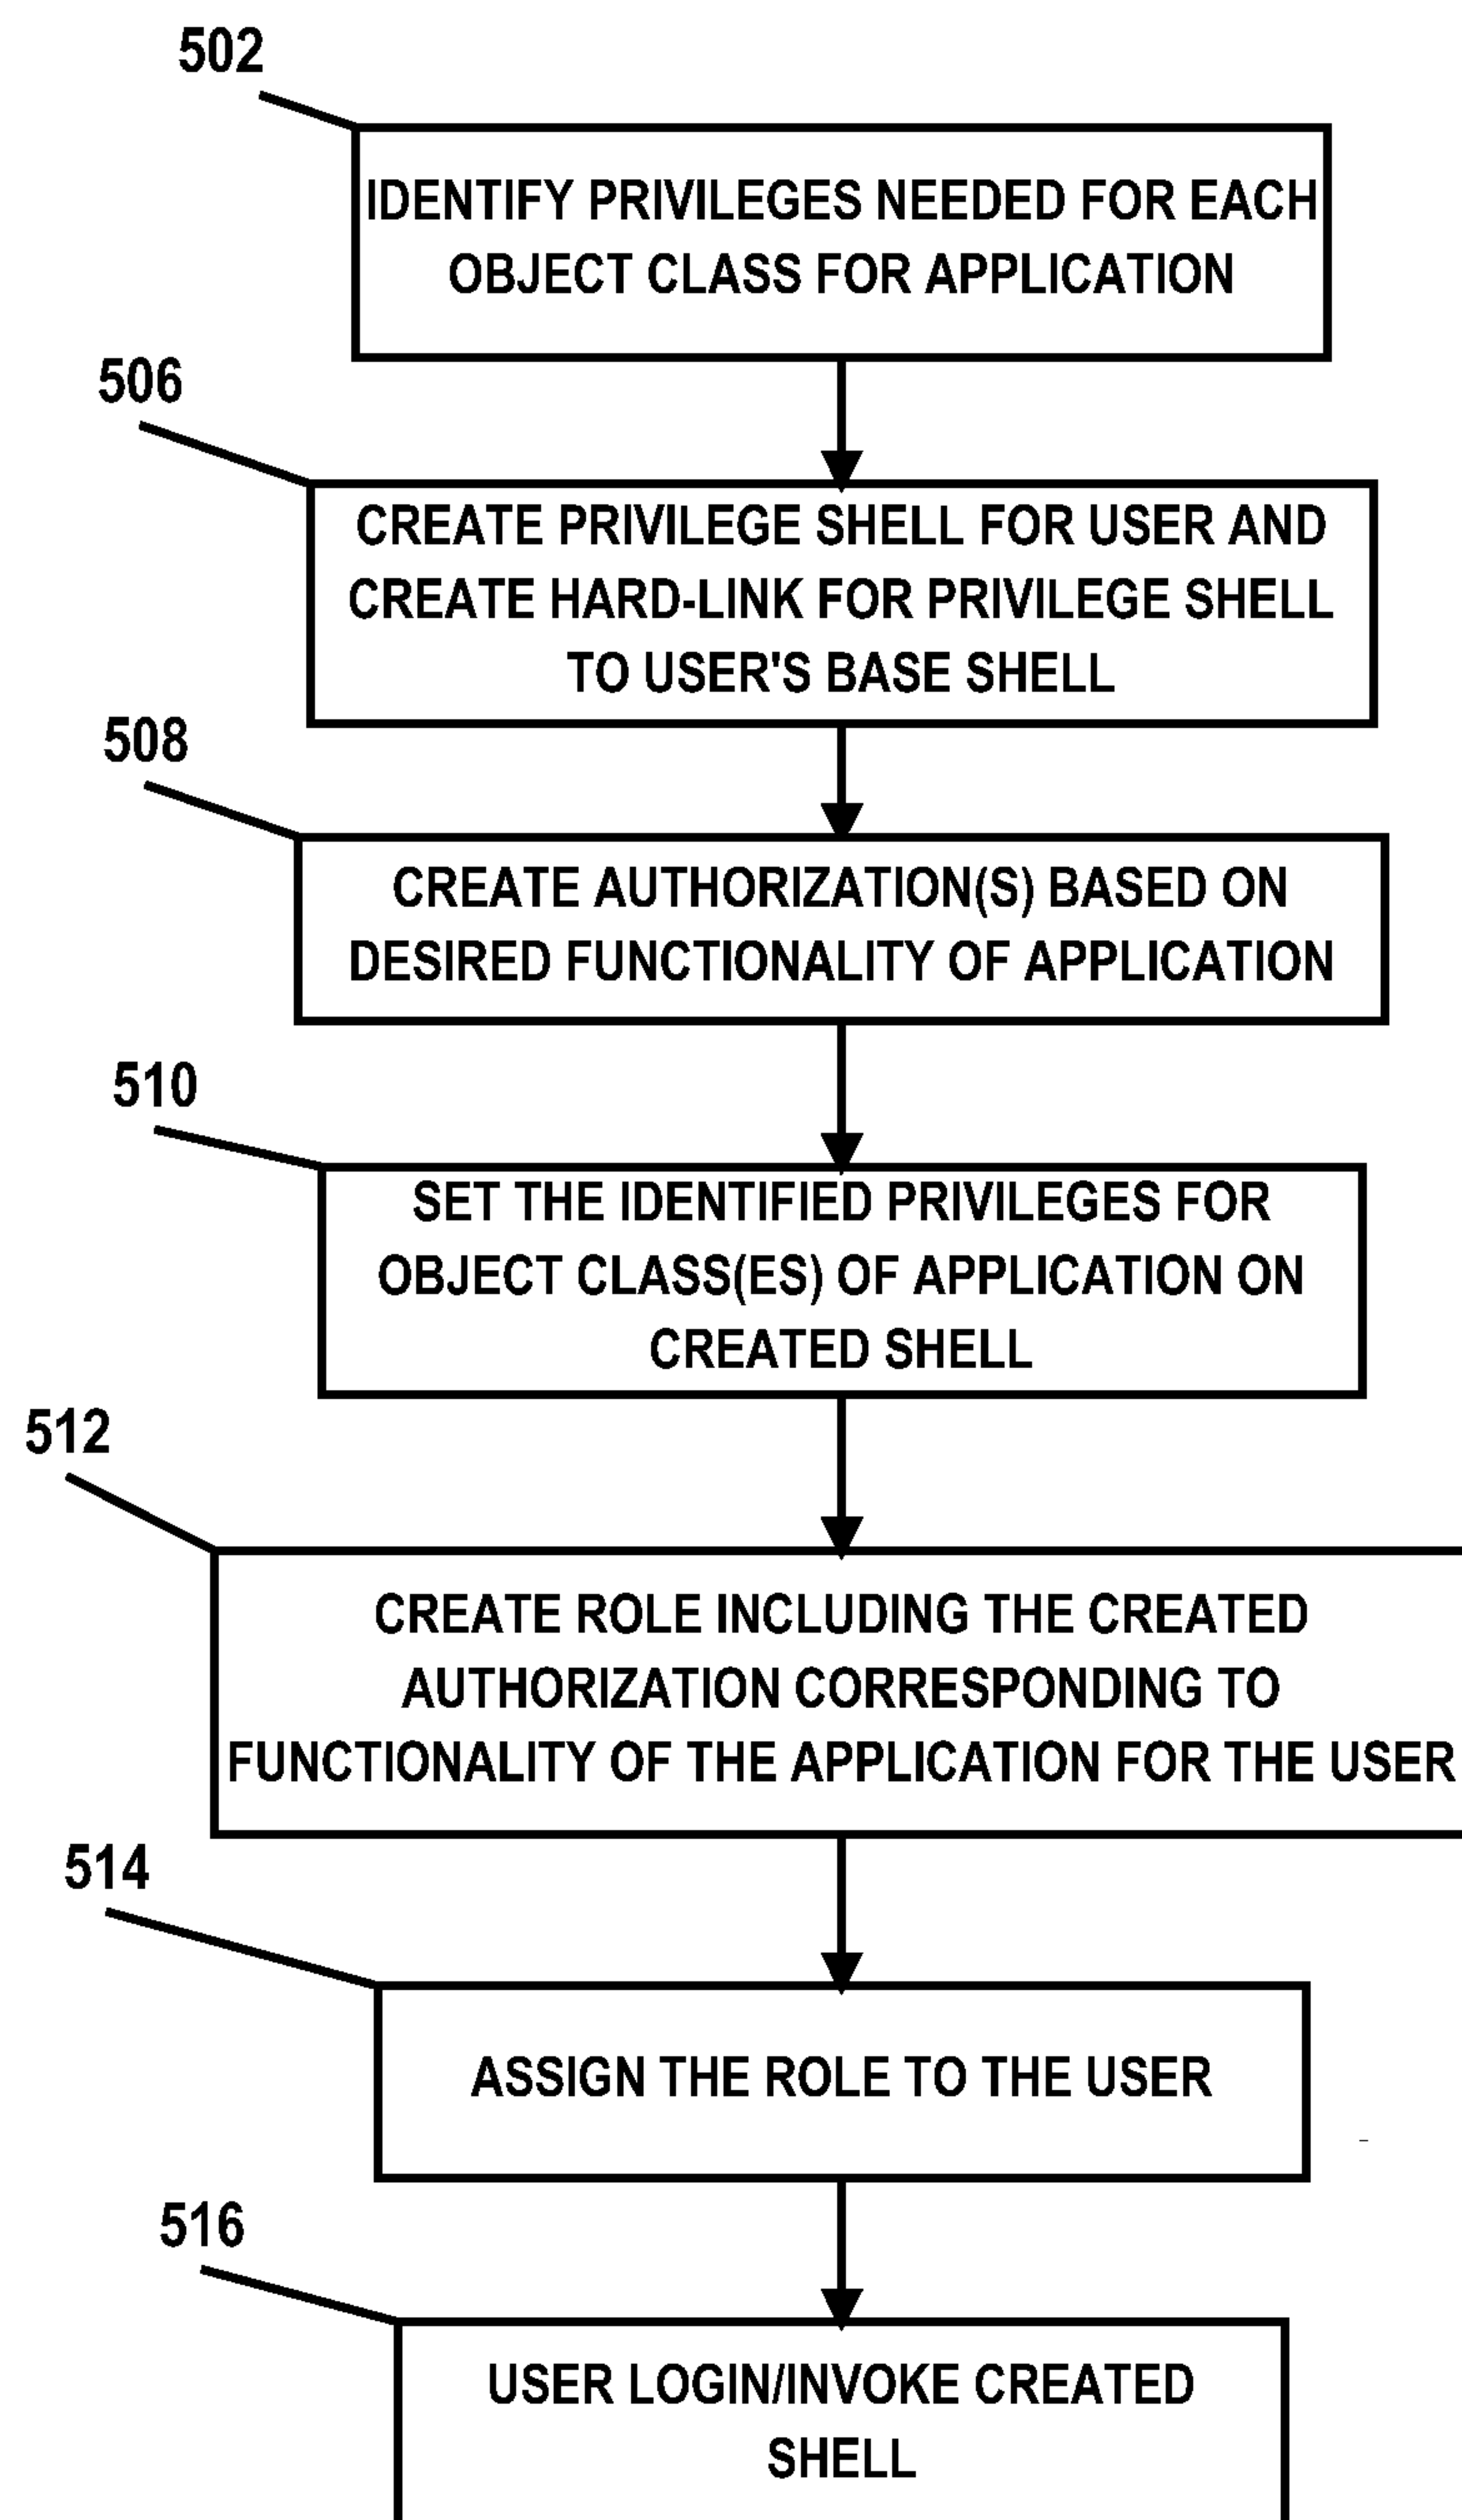 502
IDENTIFY PRIVILEGES NEEDED FOR EACH
OBJECT CLASS FOR APPLICATION
506
CREATE PRIVILEGE SHELL FOR USER AND
CREATE HARD-LINK FOR PRIVILEGE SHELL
TO USER'S BASE SHELL
508
CREATE AUTHORIZATION(S) BASED ON
DESIRED FUNCTIONALITY OF APPLICATION
510
SET THE IDENTIFIED PRIVILEGES FOR
OBJECT CLASS(ES) OF APPLICATION ON
CREATED SHELL
512
CREATE ROLE INCLUDING THE CREATED
AUTHORIZATION CORRESPONDING TO
FUNCTIONALITY OF THE APPLICATION FOR THE USER
514
ASSIGN THE ROLE TO THE USER
516
USER LOGIN/INVOKE CREATED
SHELL